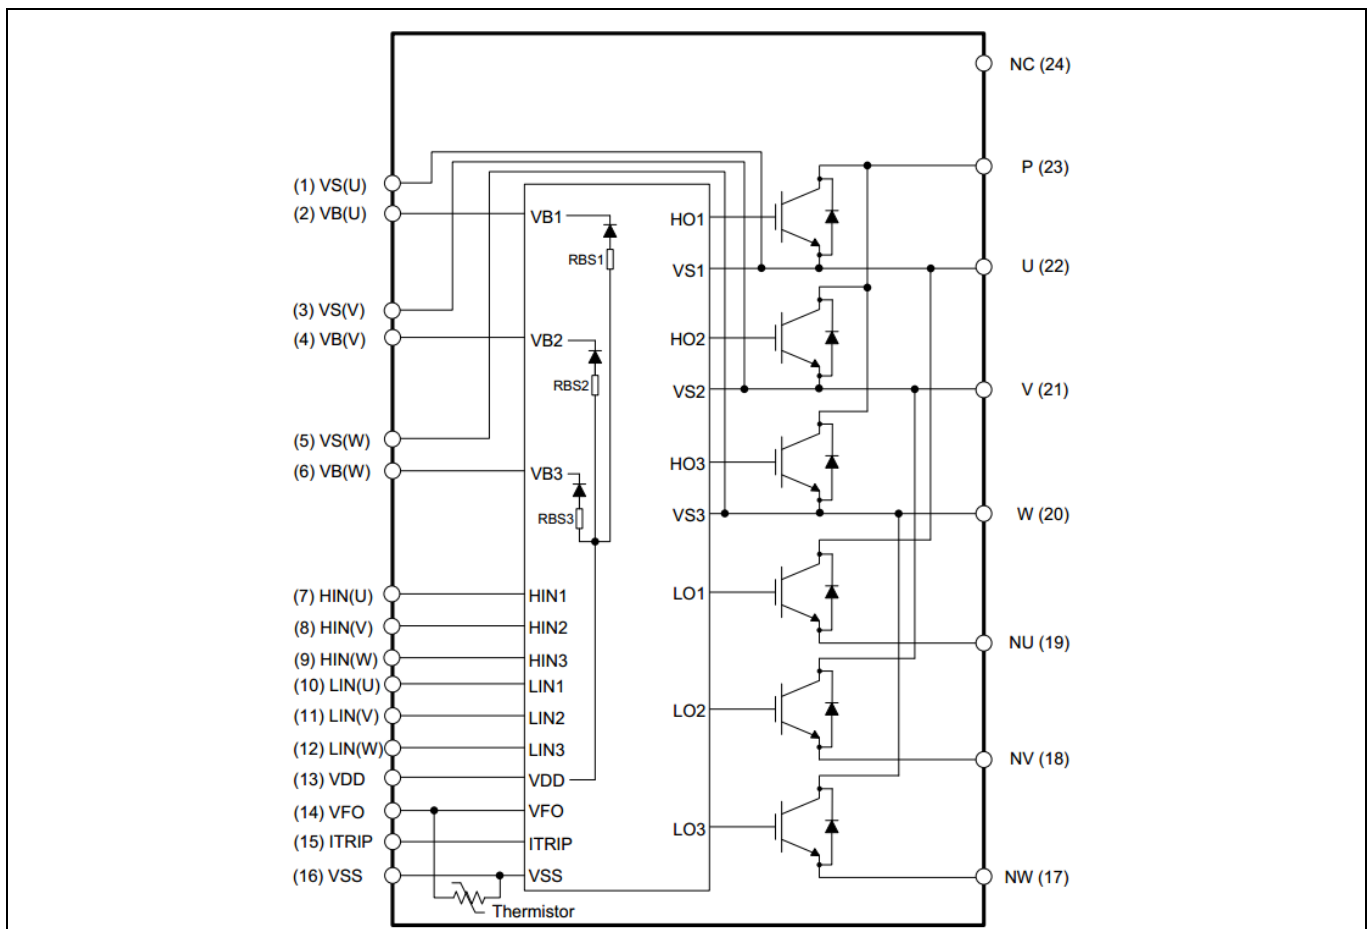 NC (24)
P (23)
(1) VS(U)
(2) VB(U)
VB1
HO1
RBS1
U (22)
VS1
(3) VS(V)
(4) VB(V)
VB2
HO2
RBS2
VS2
V (21)
(5) VS(W)
(6) VB(W)
VB3
HO3
RBS3
VS3
W (20)
(7) HIN(U)
HIN1
LO1
(8) HIN(V)
HIN2
NU (19)
(9) HIN(W)
HIN3
(10) LIN(U)
LIN1
(11) LIN(V)
LIN2
LO2
(12) LIN(W)
LIN3
NV (18)
(13) VDD
VDD
(14) VFO
VFO
LO3
(15) ITRIP
ITRIP
(16) VSS
VSS
NW (17)
Thermistor